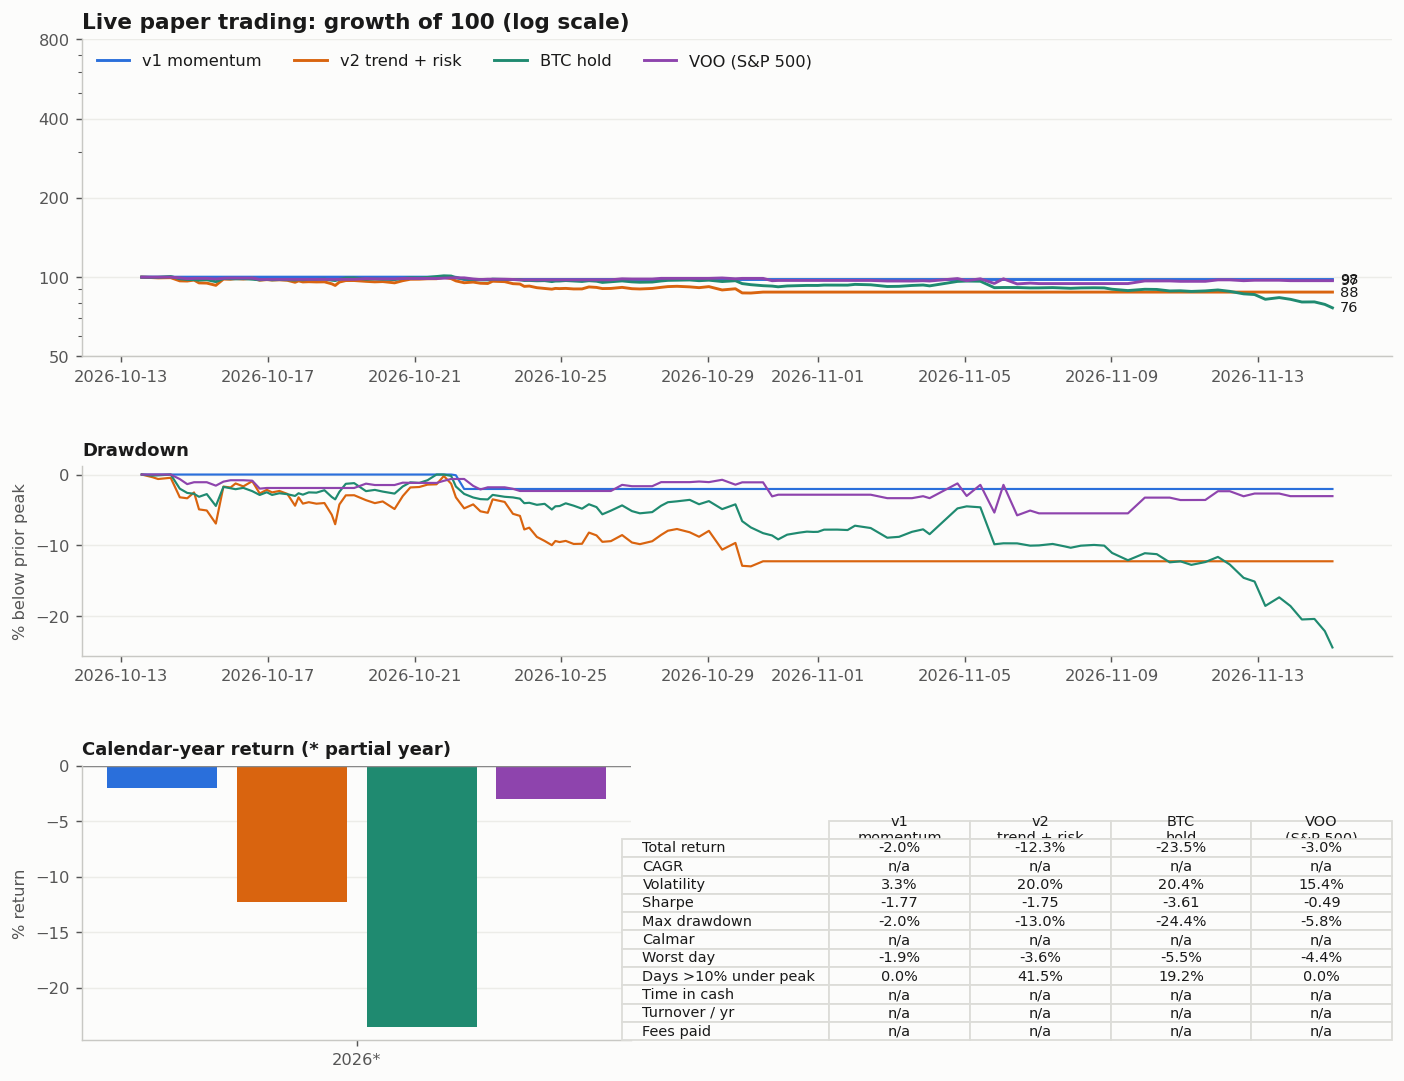 Live paper trading: growth of 100 (log scale)
v1 momentum
v2 trend + risk
BTC hold
VOO (S&P 500)
800
400
200
100
50
98
88
76
2026-10-13
2026-10-17
2026-10-21
2026-10-25
2026-10-29
2026-11-01
2026-11-05
2026-11-09
2026-11-13
Drawdown
% below prior peak
0
−10
−20
2026-10-13
2026-10-17
2026-10-21
2026-10-25
2026-10-29
2026-11-01
2026-11-05
2026-11-09
2026-11-13
Calendar-year return (* partial year)
% return
0
−5
−10
−15
−20
2026*
v1 momentum
v2 trend + risk
BTC hold
VOO (S&P 500)
Total return -2.0% -12.3% -23.5% -3.0%
CAGR n/a n/a n/a n/a
Volatility 3.3% 20.0% 20.4% 15.4%
Sharpe -1.77 -1.75 -3.61 -0.49
Max drawdown -2.0% -13.0% -24.4% -5.8%
Calmar n/a n/a n/a n/a
Worst day -1.9% -3.6% -5.5% -4.4%
Days >10% under peak 0.0% 41.5% 19.2% 0.0%
Time in cash n/a n/a n/a n/a
Turnover / yr n/a n/a n/a n/a
Fees paid n/a n/a n/a n/a